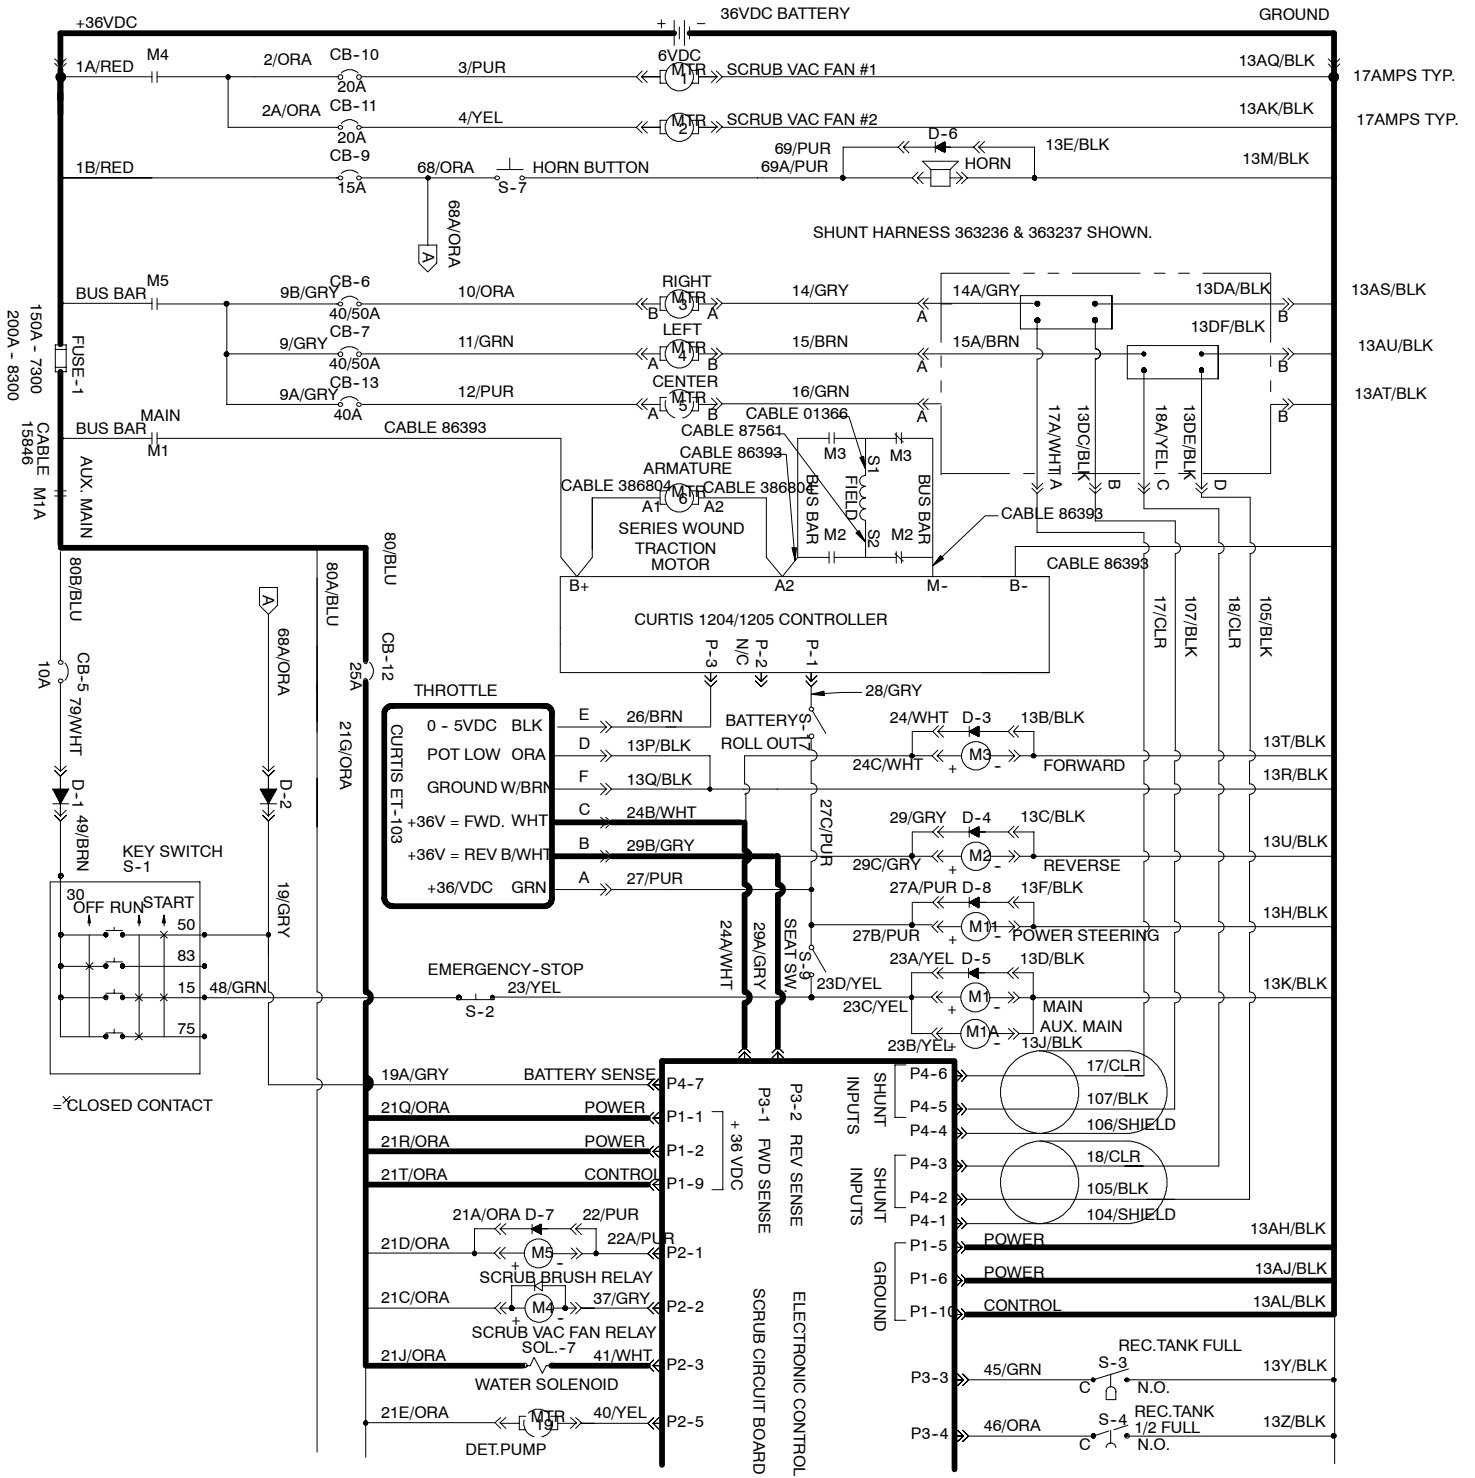 +36VDC
+ −
36VDC BATTERY
GROUND
1A/RED
M4
2/ORA
CB-10
20A
3/PUR
6VDC
MTR
1
SCRUB VAC FAN #1
13AQ/BLK
17AMPS TYP.
2A/ORA
CB-11
20A
4/YEL
MTR
2
SCRUB VAC FAN #2
13AK/BLK
17AMPS TYP.
1B/RED
CB-9
15A
68/ORA
S-7
HORN BUTTON
69/PUR
69A/PUR
D-6
HORN
13E/BLK
13M/BLK
68A/ORA
A
SHUNT HARNESS 363236 & 363237 SHOWN.
BUS BAR
M5
9B/GRY
CB-6
40/50A
10/ORA
RIGHT
B
MTR
3
A
14/GRY
A
14A/GRY
13DA/BLK
B
13AS/BLK
9/GRY
CB-7
40/50A
11/GRN
LEFT
A
MTR
4
B
15/BRN
A
15A/BRN
13DF/BLK
B
13AU/BLK
9A/GRY
CB-13
40A
12/PUR
CENTER
A
MTR
5
B
16/GRN
A
B
13AT/BLK
150A - 7300
200A - 8300
FUSE-1
BUS BAR
MAIN
M1
CABLE 86393
CABLE 01366
CABLE 87561
CABLE 86393
CABLE
15846
M1A
AUX. MAIN
ARMATURE
CABLE 386804
A1
MTR
6
A2
CABLE 386804
SERIES WOUND
TRACTION
MOTOR
M3
M3
BUS BAR
S1
FIELD
S2
BUS BAR
M2
M2
CABLE 86393
CABLE 86393
17A/WHT
A
13DC/BLK
B
18A/YEL
C
13DE/BLK
D
B+
A2
M-
B-
CURTIS 1204/1205 CONTROLLER
P-3
P-2
N/C
P-1
17/CLR
107/BLK
18/CLR
105/BLK
80B/BLU
80A/BLU
80/BLU
A
68A/ORA
CB-5
10A
79/WHT
CB-12
25A
21G/ORA
D-1
D-2
49/BRN
19/GRY
THROTTLE
CURTIS ET-103
0 - 5VDC BLK
E
26/BRN
POT LOW ORA
D
13P/BLK
GROUND W/BRN
F
13Q/BLK
+36V = FWD. WHT
C
24B/WHT
+36V = REV B/WHT
B
29B/GRY
+36/VDC GRN
A
27/PUR
28/GRY
BATTERY
ROLL OUT
27C/PUR
24/WHT
D-3
13B/BLK
24C/WHT
+
M3
-
FORWARD
13T/BLK
13R/BLK
29/GRY
D-4
13C/BLK
29C/GRY
+
M2
-
REVERSE
13U/BLK
27A/PUR
D-8
13F/BLK
27B/PUR
+
M11
-
POWER STEERING
13H/BLK
24A/WHT
29A/GRY
SEAT SW.
23D/YEL
23A/YEL
D-5
13D/BLK
23C/YEL
+
M1
-
MAIN
13K/BLK
23B/YEL
+
M1A
-
AUX. MAIN
13J/BLK
KEY SWITCH
S-1
30
OFF RUN START
50
83
15
75
48/GRN
EMERGENCY-STOP
S-2
23/YEL
=XCLOSED CONTACT
19A/GRY
BATTERY SENSE
P4-7
21Q/ORA
POWER
P1-1
21R/ORA
POWER
P1-2
21T/ORA
CONTROL
P1-9
+ 36 VDC
P3-1 FWD SENSE
P3-2 REV SENSE
SHUNT
INPUTS
P4-6
17/CLR
P4-5
107/BLK
P4-4
106/SHIELD
SHUNT
INPUTS
P4-3
18/CLR
P4-2
105/BLK
P4-1
104/SHIELD
GROUND
P1-5
POWER
13AH/BLK
P1-6
POWER
13AJ/BLK
P1-10
CONTROL
13AL/BLK
21A/ORA
D-7
22/PUR
21D/ORA
+
M5
-
22A/PUR
P2-1
SCRUB BRUSH RELAY
21C/ORA
+
M4
-
37/GRY
P2-2
SCRUB VAC FAN RELAY
SOL.-7
21J/ORA
41/WHT
P2-3
WATER SOLENOID
21E/ORA
MTR
19
40/YEL
P2-5
DET.PUMP
SCRUB CIRCUIT BOARD
ELECTRONIC CONTROL
REC.TANK FULL
P3-3
45/GRN
C
S-3
N.O.
13Y/BLK
REC.TANK
1/2 FULL
P3-4
46/ORA
C
S-4
N.O.
13Z/BLK